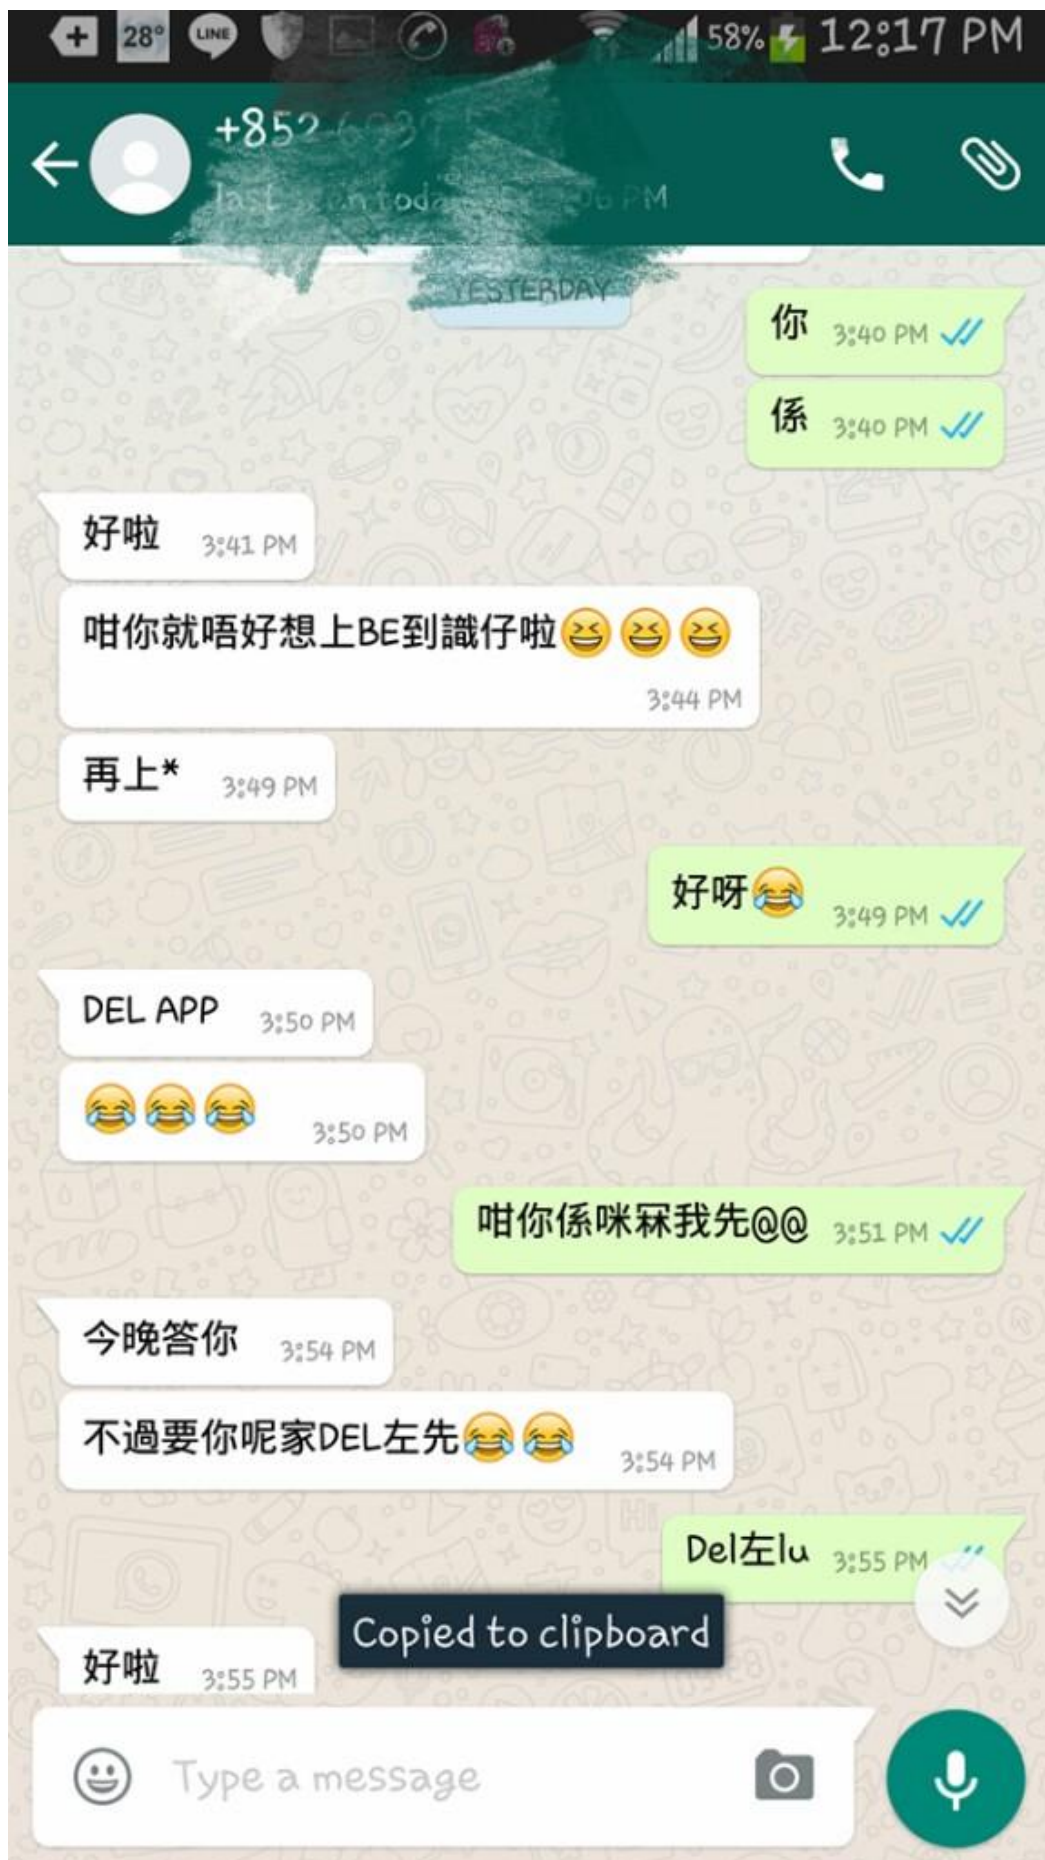 28°
LINE
58%
12:17 PM
+852
PM
YESTERDAY
你 3:40 PM
係 3:40 PM
好啦 3:41 PM
咁你就唔好想上BE到識仔啦😆😆😆
3:44 PM
再上* 3:49 PM
好呀😂 3:49 PM
DEL APP 3:50 PM
😂😂😂 3:50 PM
咁你係咪冧我先@@ 3:51 PM
今晚答你 3:54 PM
不過要你呢家DEL左先😂😂 3:54 PM
Del左lu 3:55 PM
Copied to clipboard
好啦 3:55 PM
Type a message